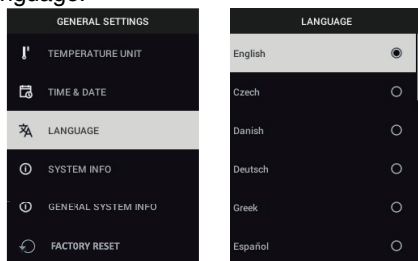 nguage.
GENERAL SETTINGS
TEMPERATURE UNIT
TIME & DATE
LANGUAGE
SYSTEM INFO
GENERAL SYSTEM INFO
FACTORY RESET
LANGUAGE
English
Czech
Danish
Deutsch
Greek
Español